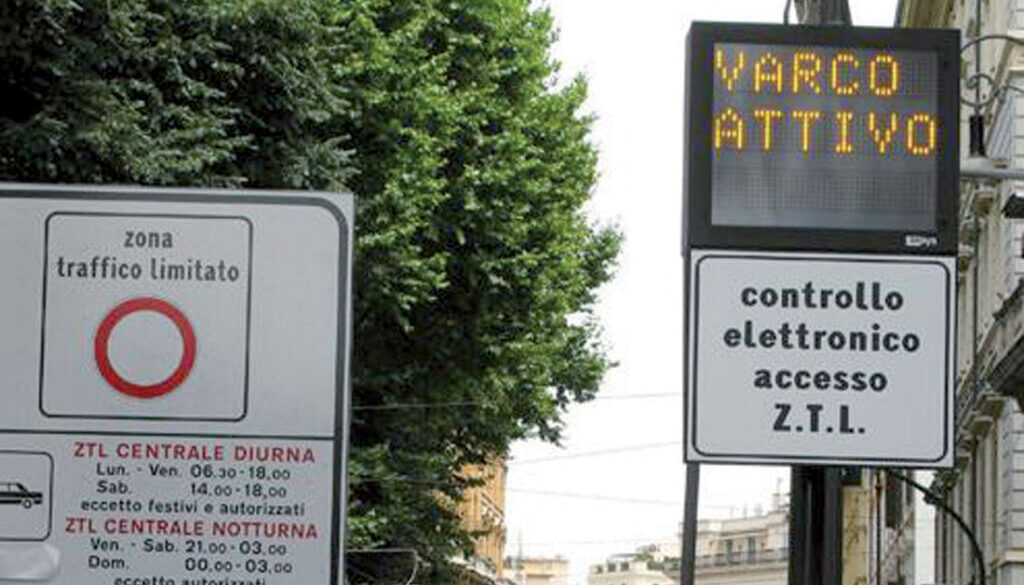 zona
traffico limitato
ZTL CENTRALE DIURNA
Lun. - Ven. 06.30-18,00
Sab. 14.00-18,00
eccetto festivi e autorizzati
ZTL CENTRALE NOTTURNA
Ven. - Sab. 21.00-03,00
Dom. 00,00-03,00
eccetto autorizzati
VARCO
ATTIVO
controllo
elettronico
accesso
Z.T.L.